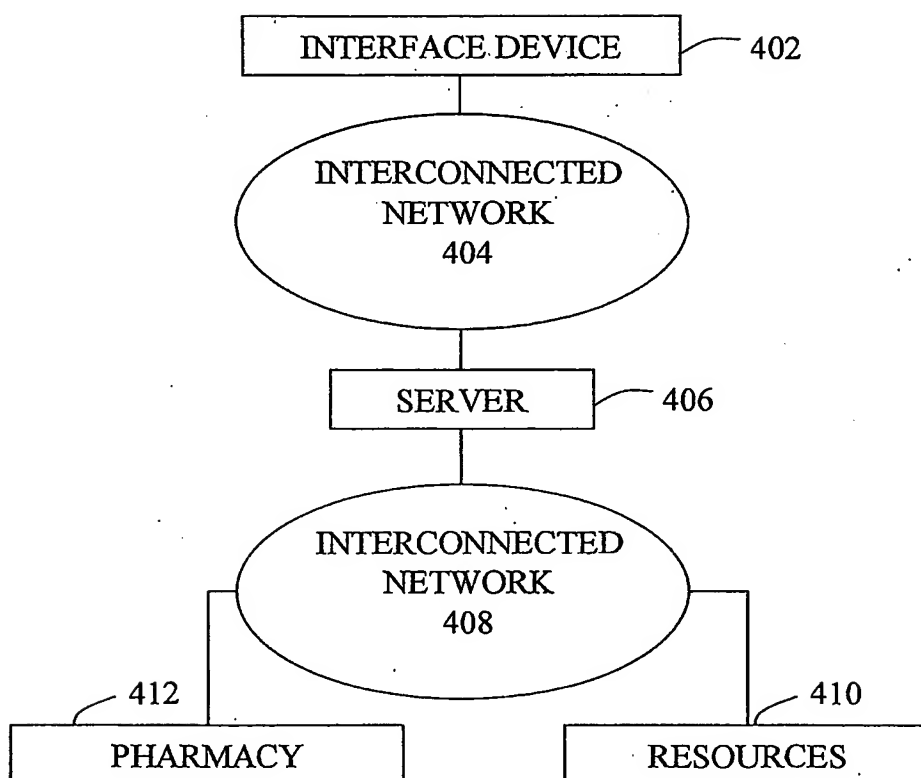 INTERFACE DEVICE
402
INTERCONNECTED
NETWORK
404
SERVER
406
INTERCONNECTED
NETWORK
408
412
410
PHARMACY
RESOURCES